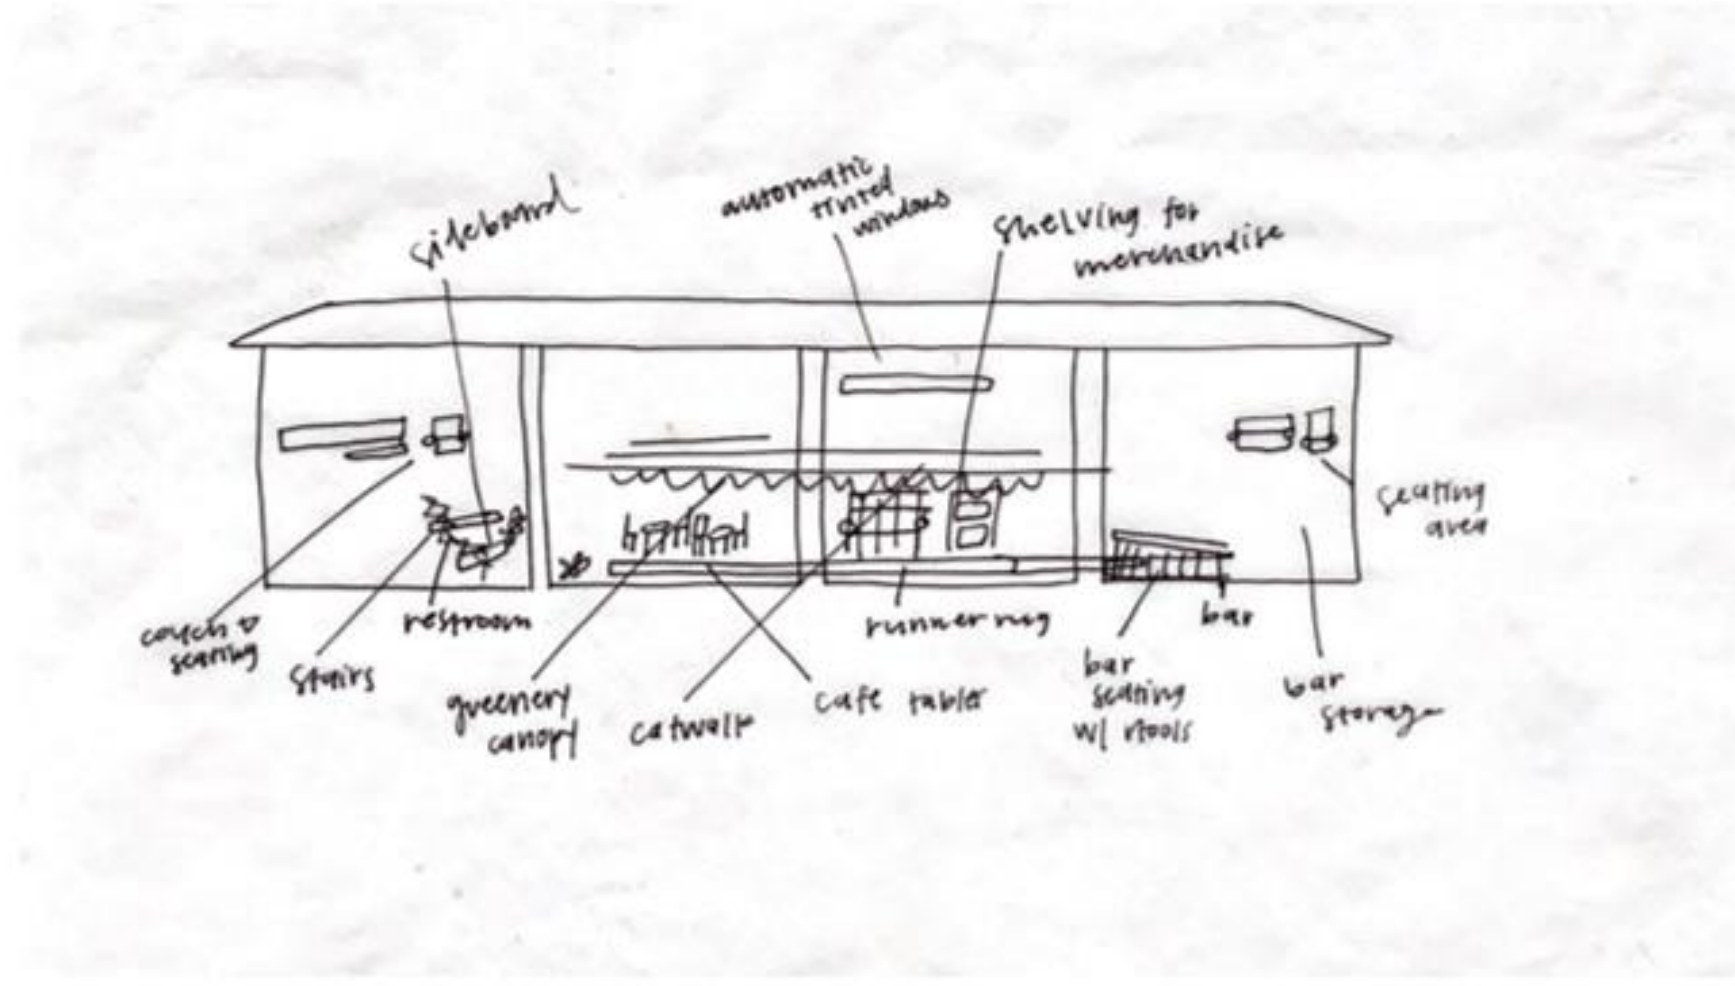 sideboard
automatic
tinted
windows
shelving for
merchandise
seating
area
couch &
seating
stairs
restroom
greenery
canopy
catwalk
cafe tables
runner rug
bar
seating
w/ stools
bar
bar
storage